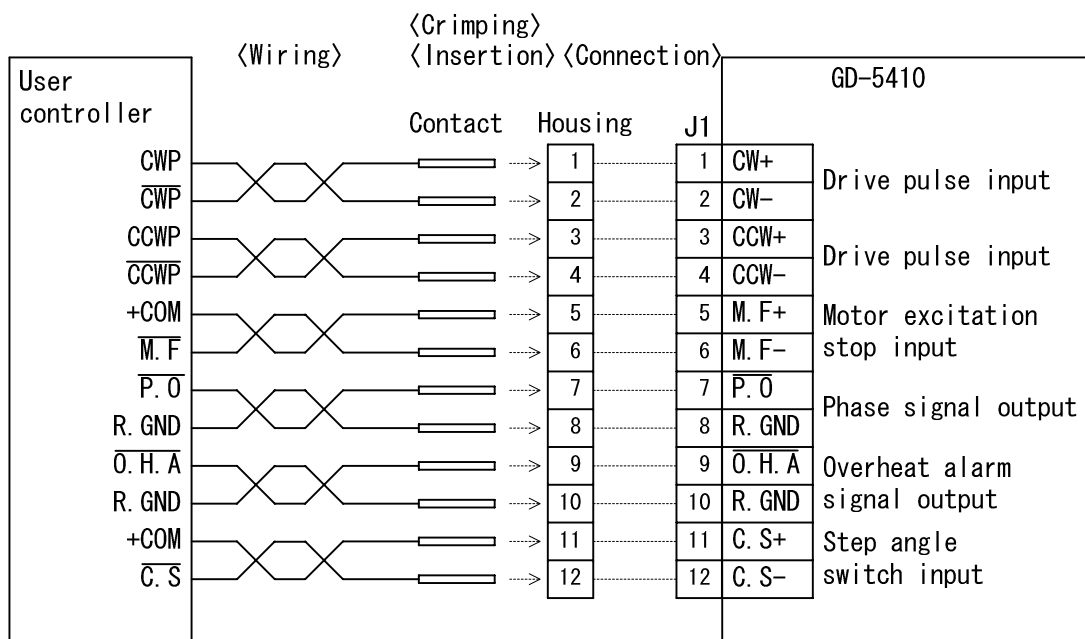 〈Crimping〉
〈Wiring〉 〈Insertion〉 〈Connection〉
User controller
GD-5410
Contact Housing J1
CWP 1 1 CW+
C̅W̅P̅ 2 2 CW-
Drive pulse input
CCWP 3 3 CCW+
C̅C̅W̅P̅ 4 4 CCW-
Drive pulse input
+COM 5 5 M.F+
M̅.̅F̅ 6 6 M.F-
Motor excitation
stop input
P̅.̅O̅ 7 7 P̅.̅O̅
R.GND 8 8 R.GND
Phase signal output
O̅.̅H̅.̅A̅ 9 9 O̅.̅H̅.̅A̅
R.GND 10 10 R.GND
Overheat alarm
signal output
+COM 11 11 C.S+
C̅.̅S̅ 12 12 C.S-
Step angle
switch input